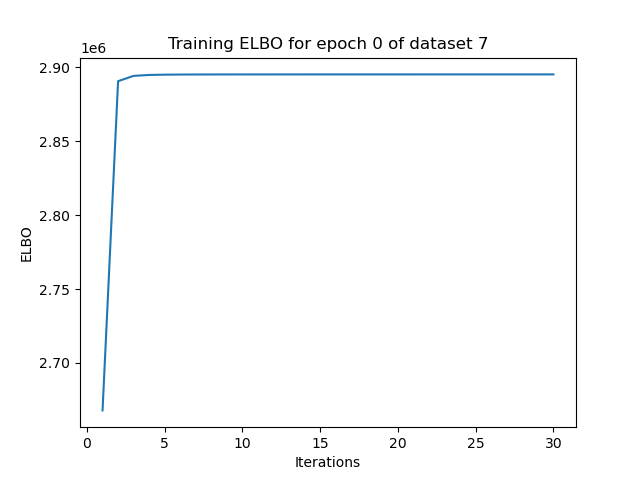 Training ELBO for epoch 0 of dataset 7
1e6
2.90
2.85
2.80
2.75
2.70
ELBO
0 5 10 15 20 25 30
Iterations